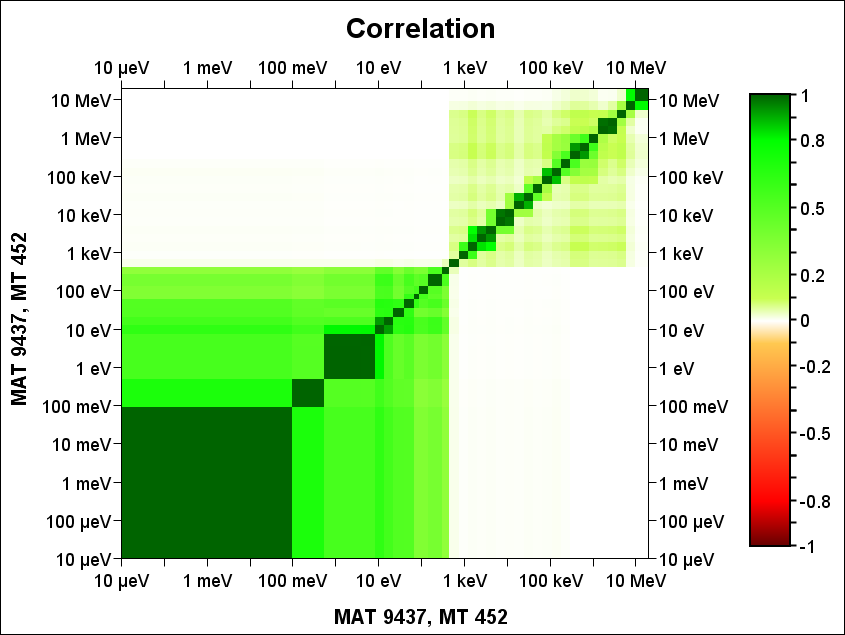 Correlation
10 µeV 1 meV 100 meV 10 eV 1 keV 100 keV 10 MeV
10 MeV 10 MeV 1
1 MeV 1 MeV 0.8
100 keV 100 keV
10 keV 10 keV 0.5
1 keV 1 keV 0.2
100 eV 100 eV
10 eV 10 eV 0
1 eV 1 eV -0.2
100 meV 100 meV
10 meV 10 meV -0.5
1 meV 1 meV -0.8
100 µeV 100 µeV
10 µeV 10 µeV -1
MAT 9437, MT 452
10 µeV 1 meV 100 meV 10 eV 1 keV 100 keV 10 MeV
MAT 9437, MT 452